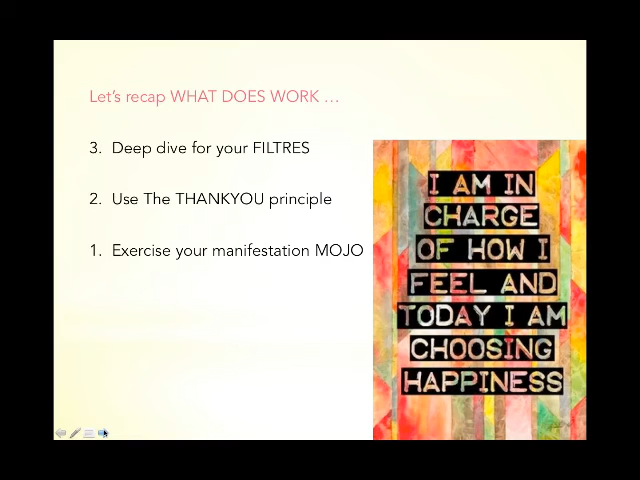 Let's recap WHAT DOES WORK …
3. Deep dive for your FILTRES
2. Use The THANKYOU principle
1. Exercise your manifestation MOJO
I AM IN
CHARGE
OF HOW I
FEEL AND
TODAY I AM
CHOOSING
HAPPINESS